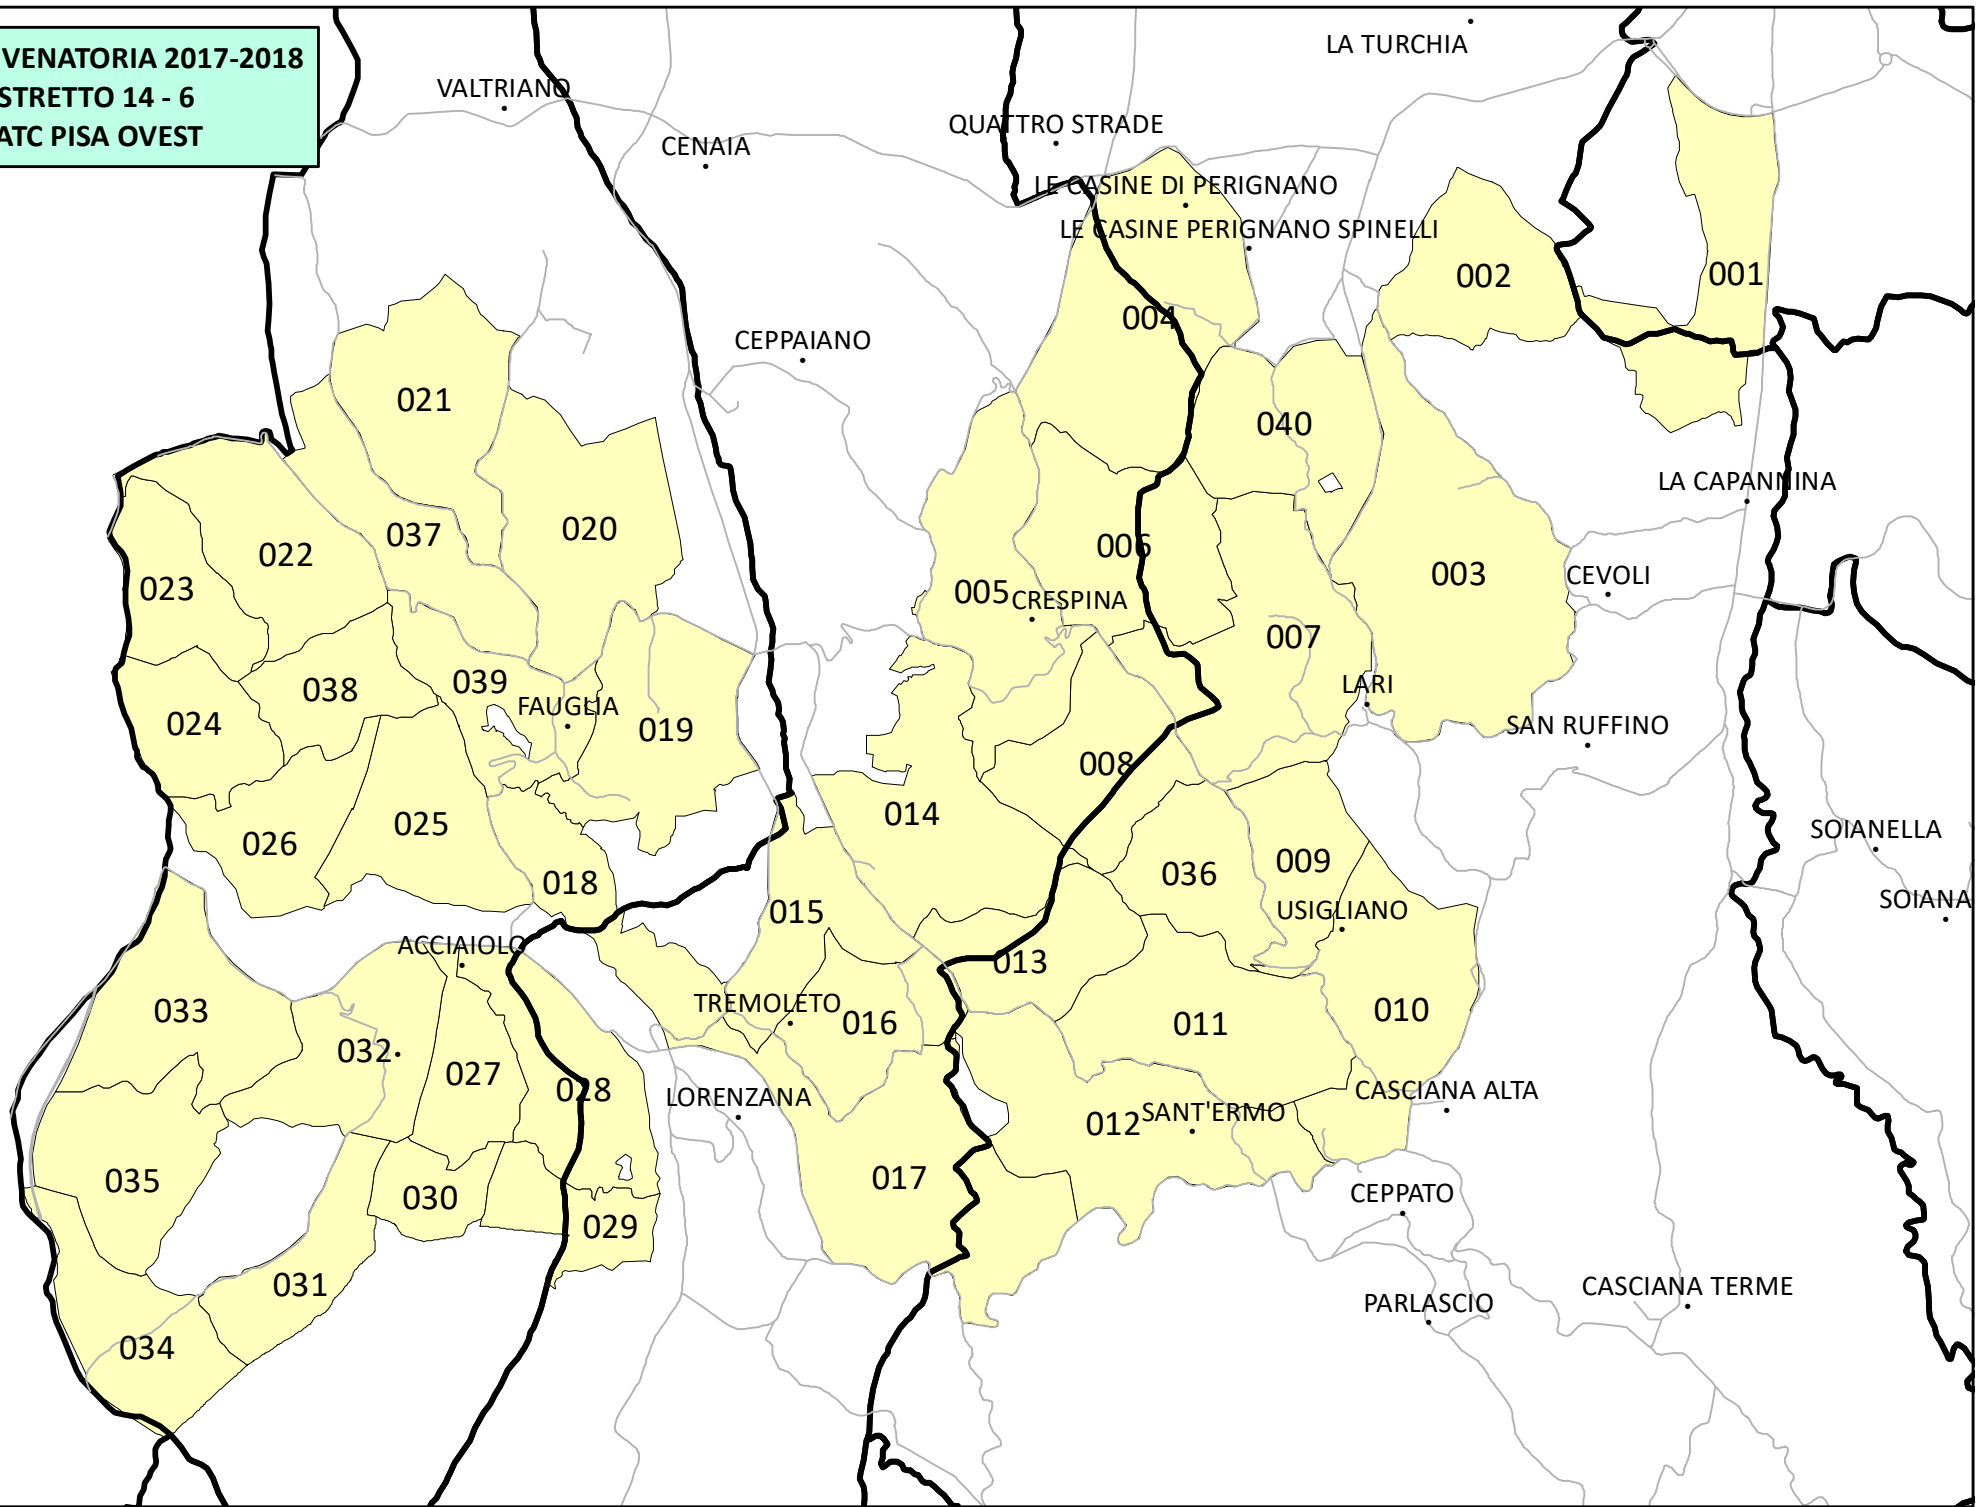 VENATORIA 2017-2018
STRETTO 14 - 6
ATC PISA OVEST
LA TURCHIA
VALTRIANO
QUATTRO STRADE
CENAIA
LE CASINE DI PERIGNANO
LE CASINE PERIGNANO SPINELLI
002
001
004
CEPPAIANO
021
040
LA CAPANNINA
020
037
006
022
003
CEVOLI
023
005
CRESPINA
007
039
038
LARI
FAUGLIA
024
019
SAN RUFFINO
008
014
025
SOIANELLA
026
009
036
018
SOIANA
015
USIGLIANO
ACCIAIOLO
013
TREMOLETO
033
010
016
011
032
027
028
CASCIANA ALTA
LORENZANA
SANT'ERMO
012
017
035
CEPPATO
030
029
031
CASCIANA TERME
PARLASCIO
034